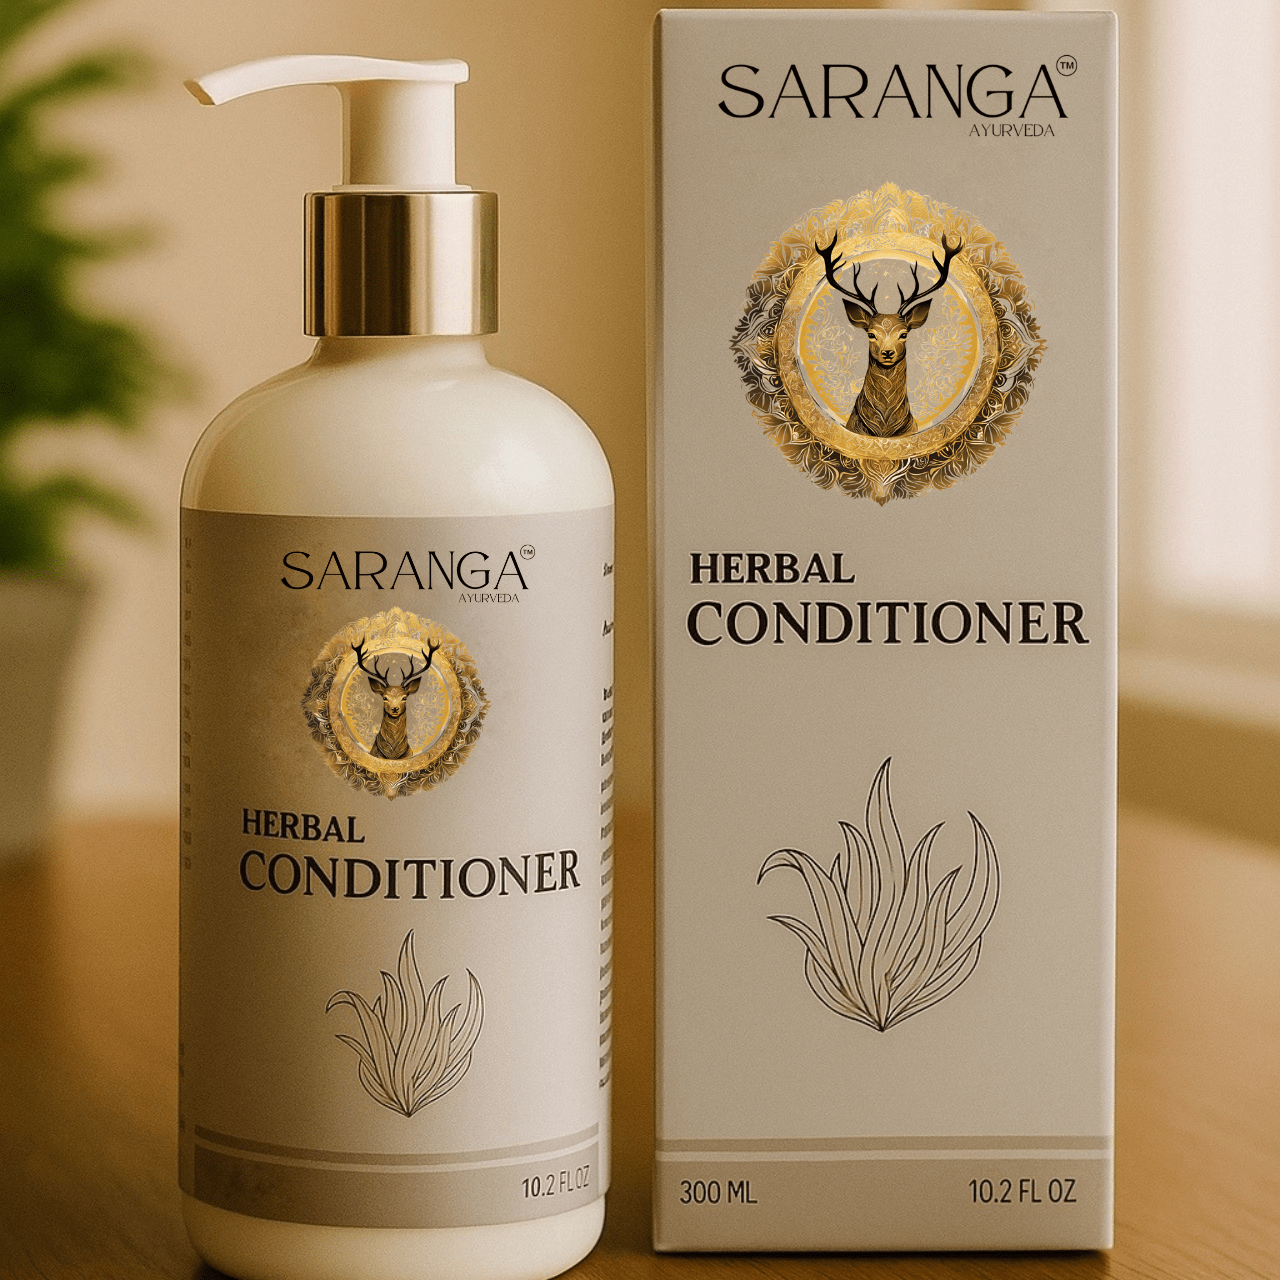 SARANGA™
AYURVEDA
HERBAL
CONDITIONER
10.2 FL OZ
SARANGA™
AYURVEDA
HERBAL
CONDITIONER
300 ML
10.2 FL OZ